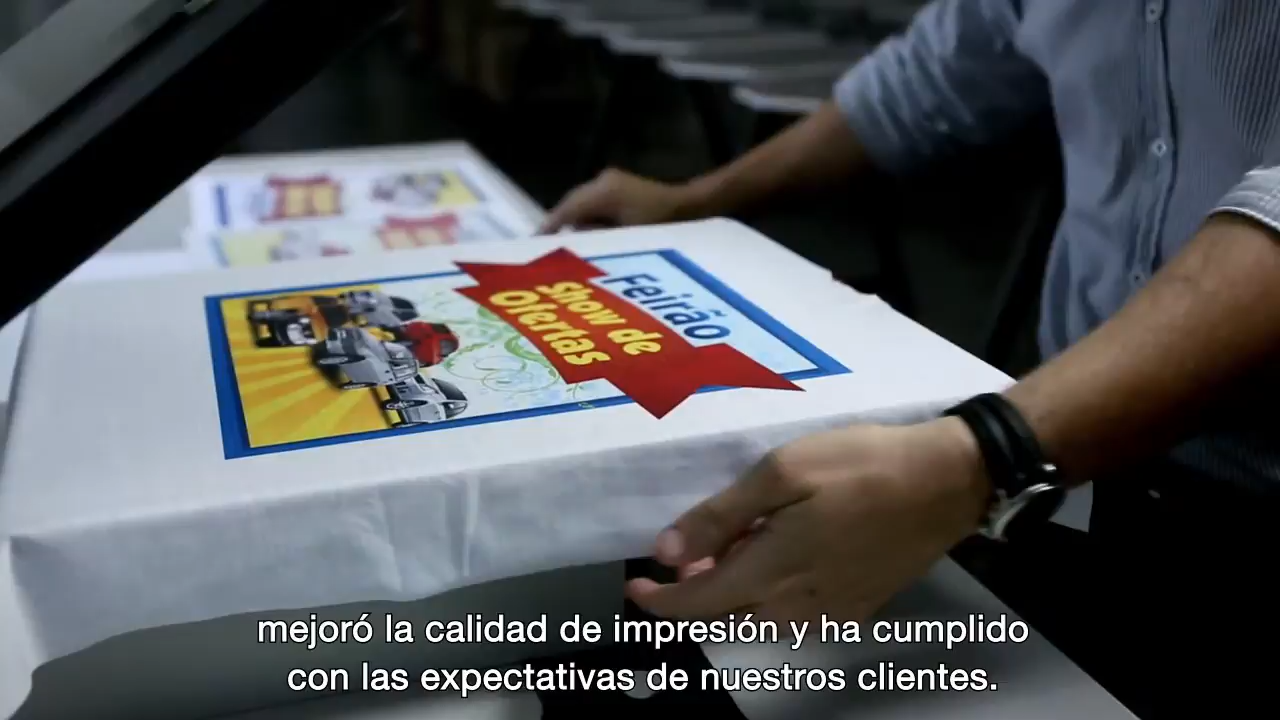 Feirão
Show de
Ofertas
mejoró la calidad de impresión y ha cumplido
con las expectativas de nuestros clientes.